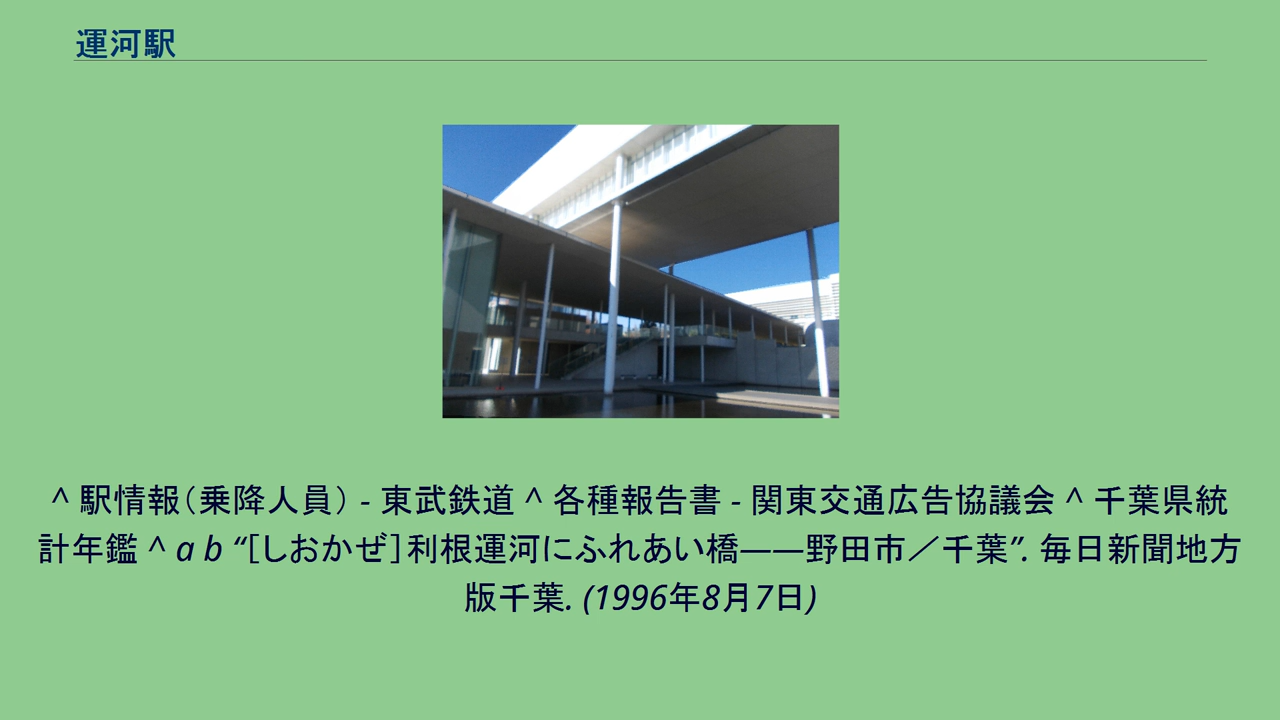 運河駅
^ 駅情報（乗降人員） - 東武鉄道 ^ 各種報告書 - 関東交通広告協議会 ^ 千葉県統
計年鑑 ^ a b “［しおかぜ］利根運河にふれあい橋――野田市／千葉”. 毎日新聞地方
版千葉. (1996年8月7日)